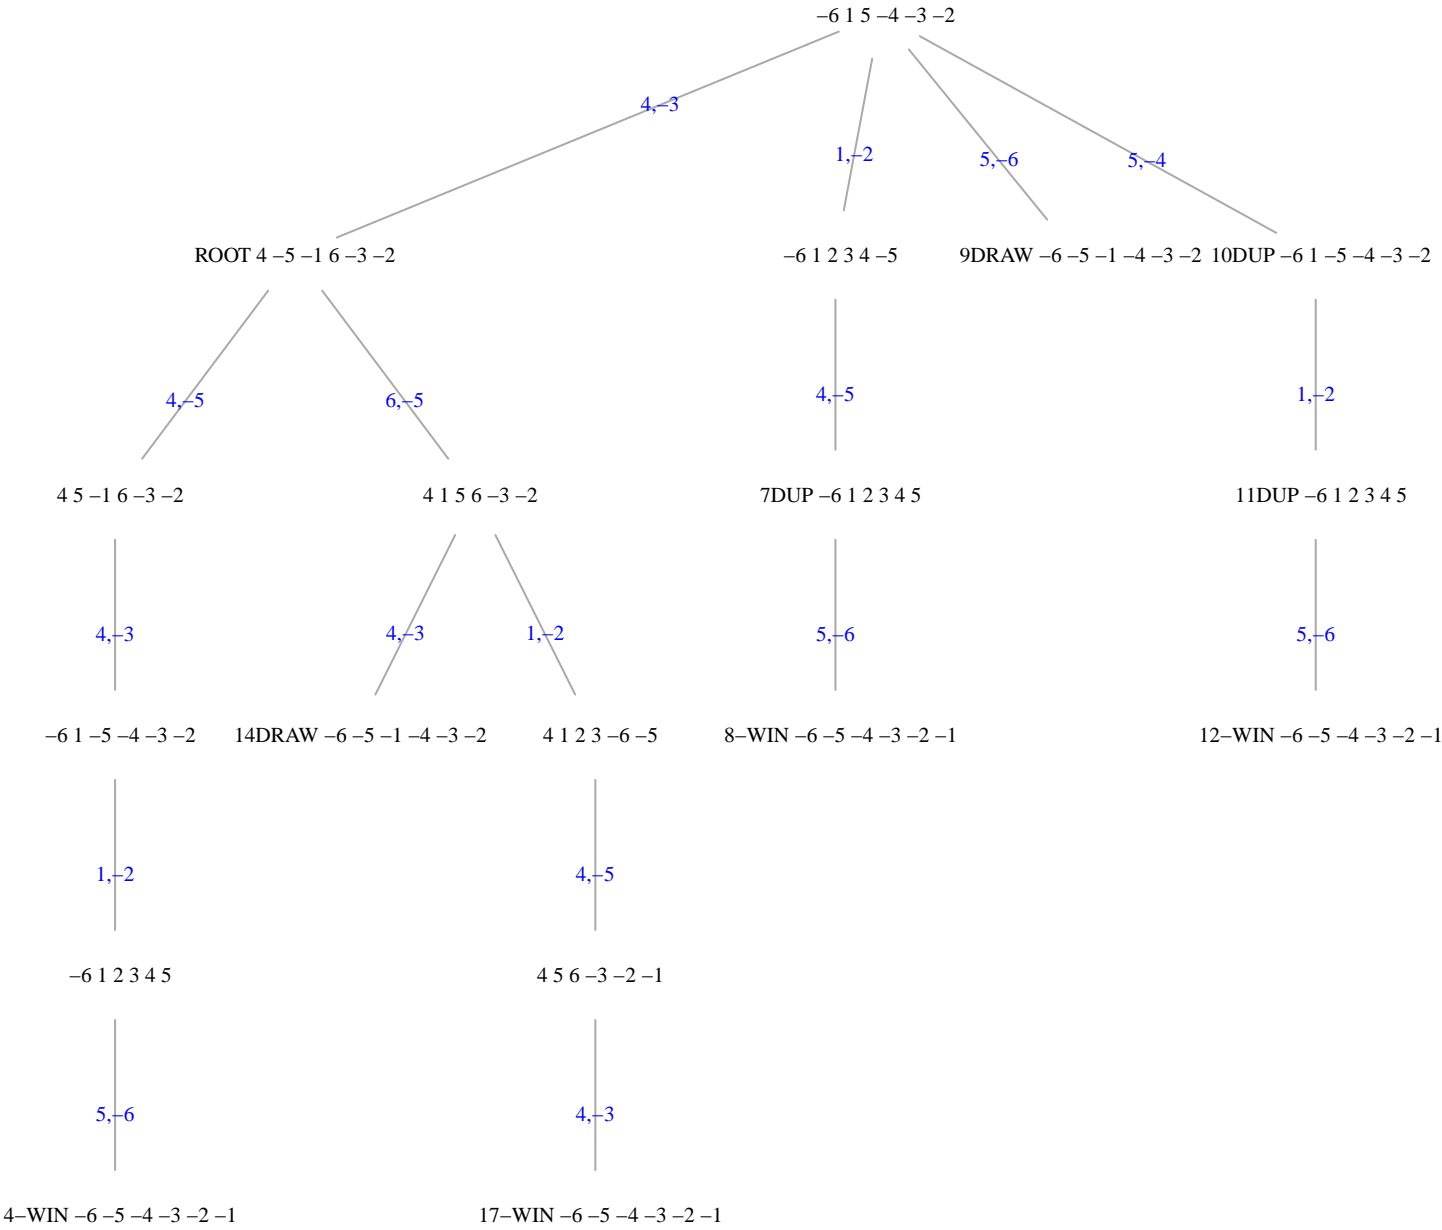 –6 1 5 –4 –3 –2
4,–3
1,–2
5,–6
5,–4
ROOT 4 –5 –1 6 –3 –2
–6 1 2 3 4 –5
9DRAW –6 –5 –1 –4 –3 –2
10DUP –6 1 –5 –4 –3 –2
4,–5
6,–5
4,–5
1,–2
4 5 –1 6 –3 –2
4 1 5 6 –3 –2
7DUP –6 1 2 3 4 5
11DUP –6 1 2 3 4 5
4,–3
4,–3
1,–2
5,–6
5,–6
–6 1 –5 –4 –3 –2
14DRAW –6 –5 –1 –4 –3 –2
4 1 2 3 –6 –5
8–WIN –6 –5 –4 –3 –2 –1
12–WIN –6 –5 –4 –3 –2 –1
1,–2
4,–5
–6 1 2 3 4 5
4 5 6 –3 –2 –1
5,–6
4,–3
4–WIN –6 –5 –4 –3 –2 –1
17–WIN –6 –5 –4 –3 –2 –1